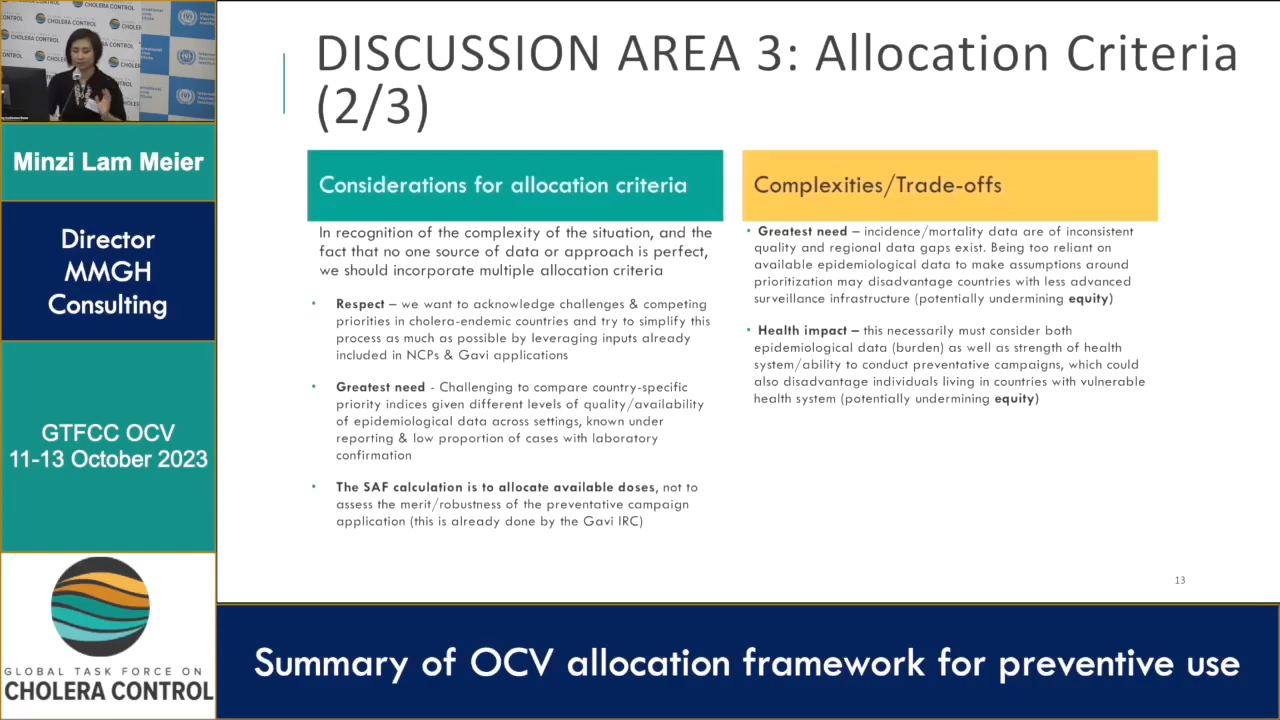 CHOLERA CONTROL
Minzi Lam Meier
Director
MMGH
Consulting
GTFCC OCV
11-13 October 2023
GLOBAL TASK FORCE ON
CHOLERA CONTROL
DISCUSSION AREA 3: Allocation Criteria
(2/3)
Considerations for allocation criteria
In recognition of the complexity of the situation, and the
fact that no one source of data or approach is perfect,
we should incorporate multiple allocation criteria
• Respect – we want to acknowledge challenges & competing
priorities in cholera-endemic countries and try to simplify this
process as much as possible by leveraging inputs already
included in NCPs & Gavi applications
• Greatest need - Challenging to compare country-specific
priority indices given different levels of quality/availability
of epidemiological data across settings, known under
reporting & low proportion of cases with laboratory
confirmation
• The SAF calculation is to allocate available doses, not to
assess the merit/robustness of the preventative campaign
application (this is already done by the Gavi IRC)
Complexities/Trade-offs
• Greatest need – incidence/mortality data are of inconsistent
quality and regional data gaps exist. Being too reliant on
available epidemiological data to make assumptions around
prioritization may disadvantage countries with less advanced
surveillance infrastructure (potentially undermining equity)
• Health impact – this necessarily must consider both
epidemiological data (burden) as well as strength of health
system/ability to conduct preventative campaigns, which could
also disadvantage individuals living in countries with vulnerable
health system (potentially undermining equity)
13
Summary of OCV allocation framework for preventive use